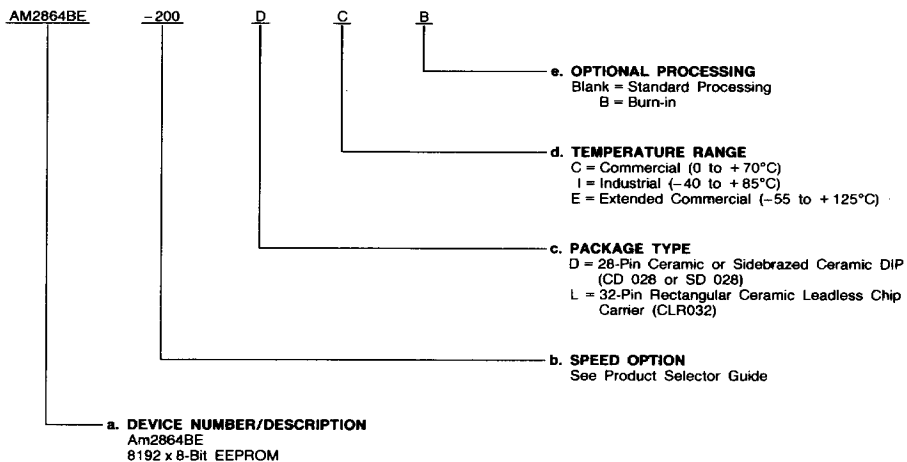 AM2864BE -200 D C B
e. OPTIONAL PROCESSING
Blank = Standard Processing
B = Burn-in
d. TEMPERATURE RANGE
C = Commercial (0 to +70°C)
I = Industrial (-40 to +85°C)
E = Extended Commercial (-55 to +125°C)
c. PACKAGE TYPE
D = 28-Pin Ceramic or Sidebrazed Ceramic DIP
(CD 028 or SD 028)
L = 32-Pin Rectangular Ceramic Leadless Chip
Carrier (CLR032)
b. SPEED OPTION
See Product Selector Guide
a. DEVICE NUMBER/DESCRIPTION
Am2864BE
8192 x 8-Bit EEPROM